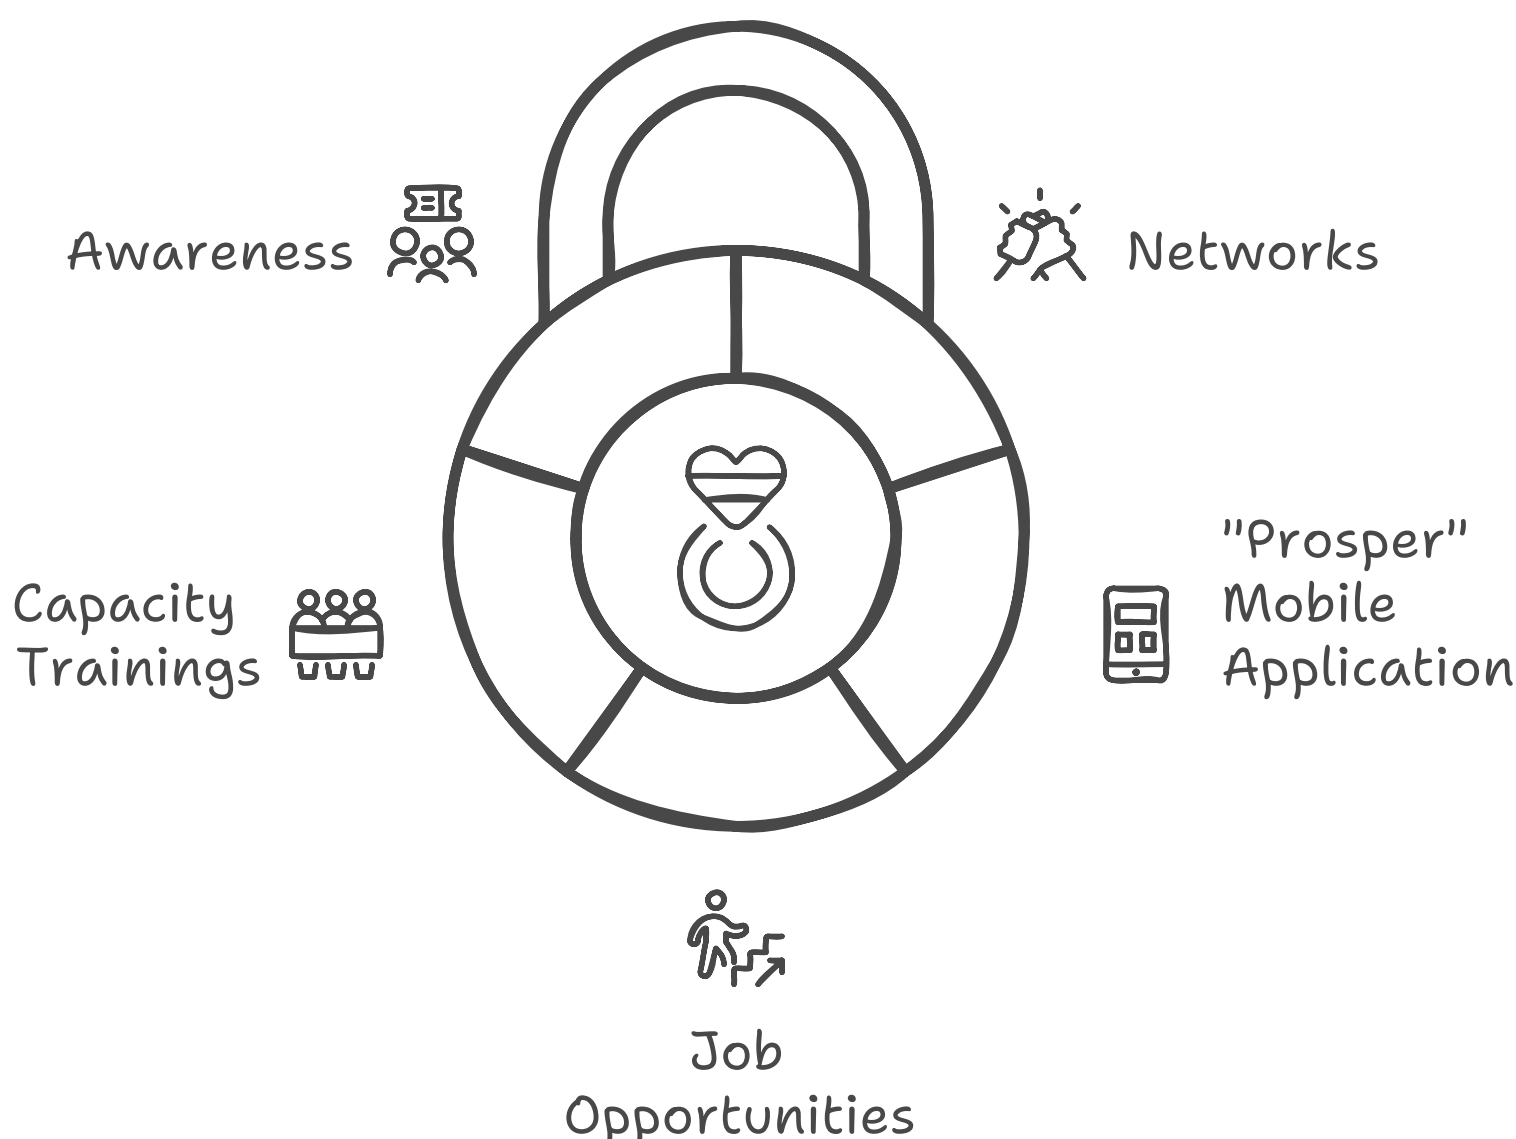 Awareness
Networks
"Prosper"
Mobile
Application
Capacity
Trainings
Job
Opportunities